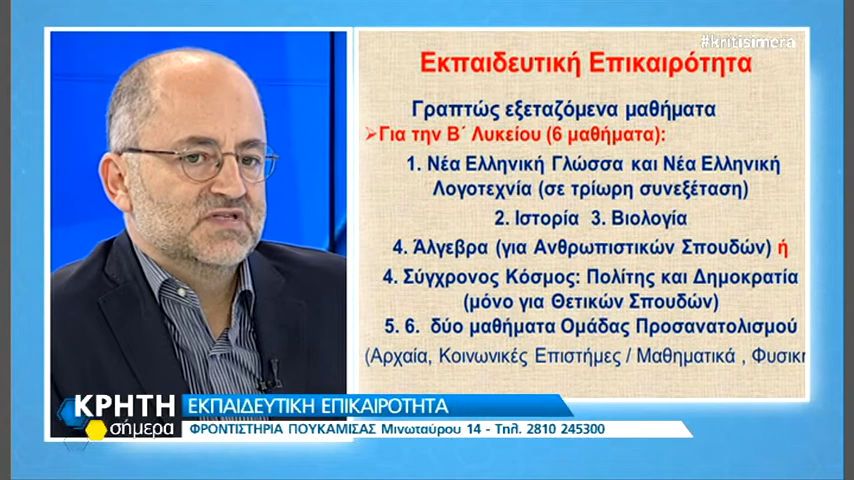 #kritisimera
Εκπαιδευτική Επικαιρότητα
Γραπτώς εξεταζόμενα μαθήματα
➢Για την Β΄ Λυκείου (6 μαθήματα):
1. Νέα Ελληνική Γλώσσα και Νέα Ελληνική
Λογοτεχνία (σε τρίωρη συνεξέταση)
2. Ιστορία 3. Βιολογία
4. Άλγεβρα (για Ανθρωπιστικών Σπουδών) ή
4. Σύγχρονος Κόσμος: Πολίτης και Δημοκρατία
(μόνο για Θετικών Σπουδών)
5. 6. δύο μαθήματα Ομάδας Προσανατολισμού
(Αρχαία, Κοινωνικές Επιστήμες / Μαθηματικά , Φυσικη
ΚΡΗΤΗ
σήμερα
ΕΚΠΑΙΔΕΥΤΙΚΗ ΕΠΙΚΑΙΡΟΤΗΤΑ
ΦΡΟΝΤΙΣΤΗΡΙΑ ΠΟΥΚΑΜΙΣΑΣ Μινωταύρου 14 - Τηλ. 2810 245300